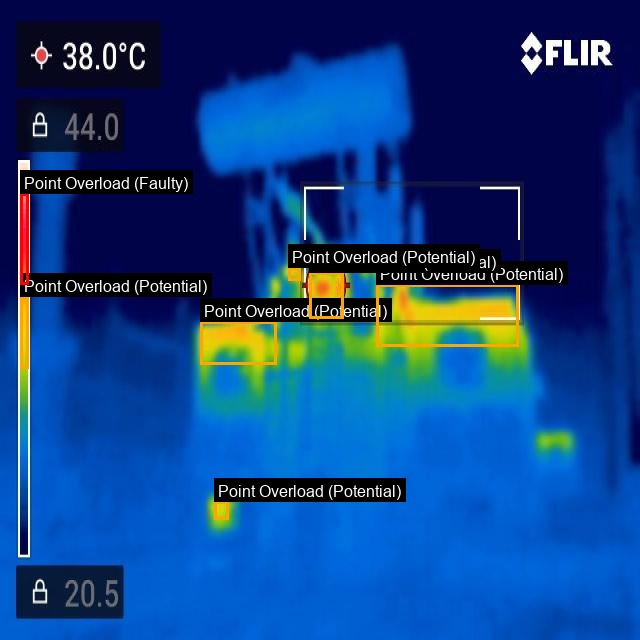 38.0°C
FLIR
44.0
Point Overload (Faulty)
Point Overload (Potential)
al)
Point Overload (Potential)
Point Overload (Potential)
Point Overload (Potential)
Point Overload (Potential)
20.5